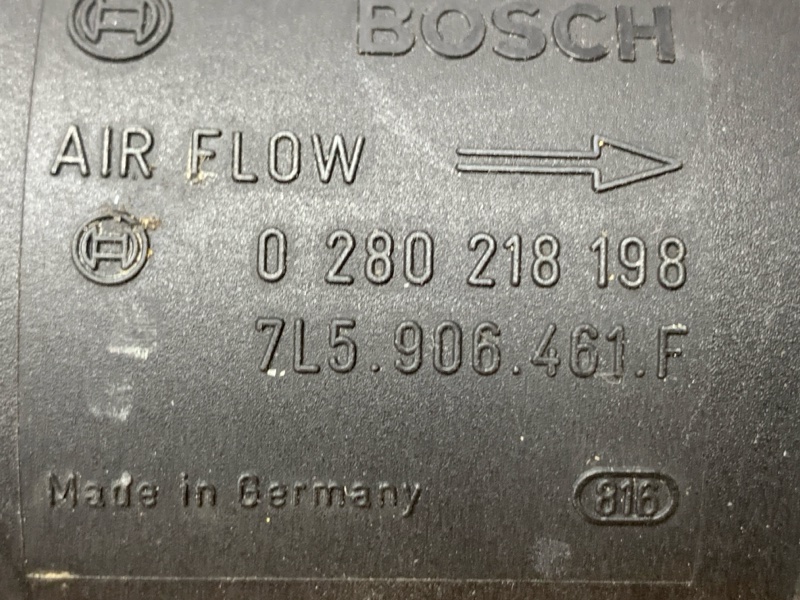 BOSCH
AIR FLOW
0 280 218 198
7L5.906.461.F
Made in Germany 816